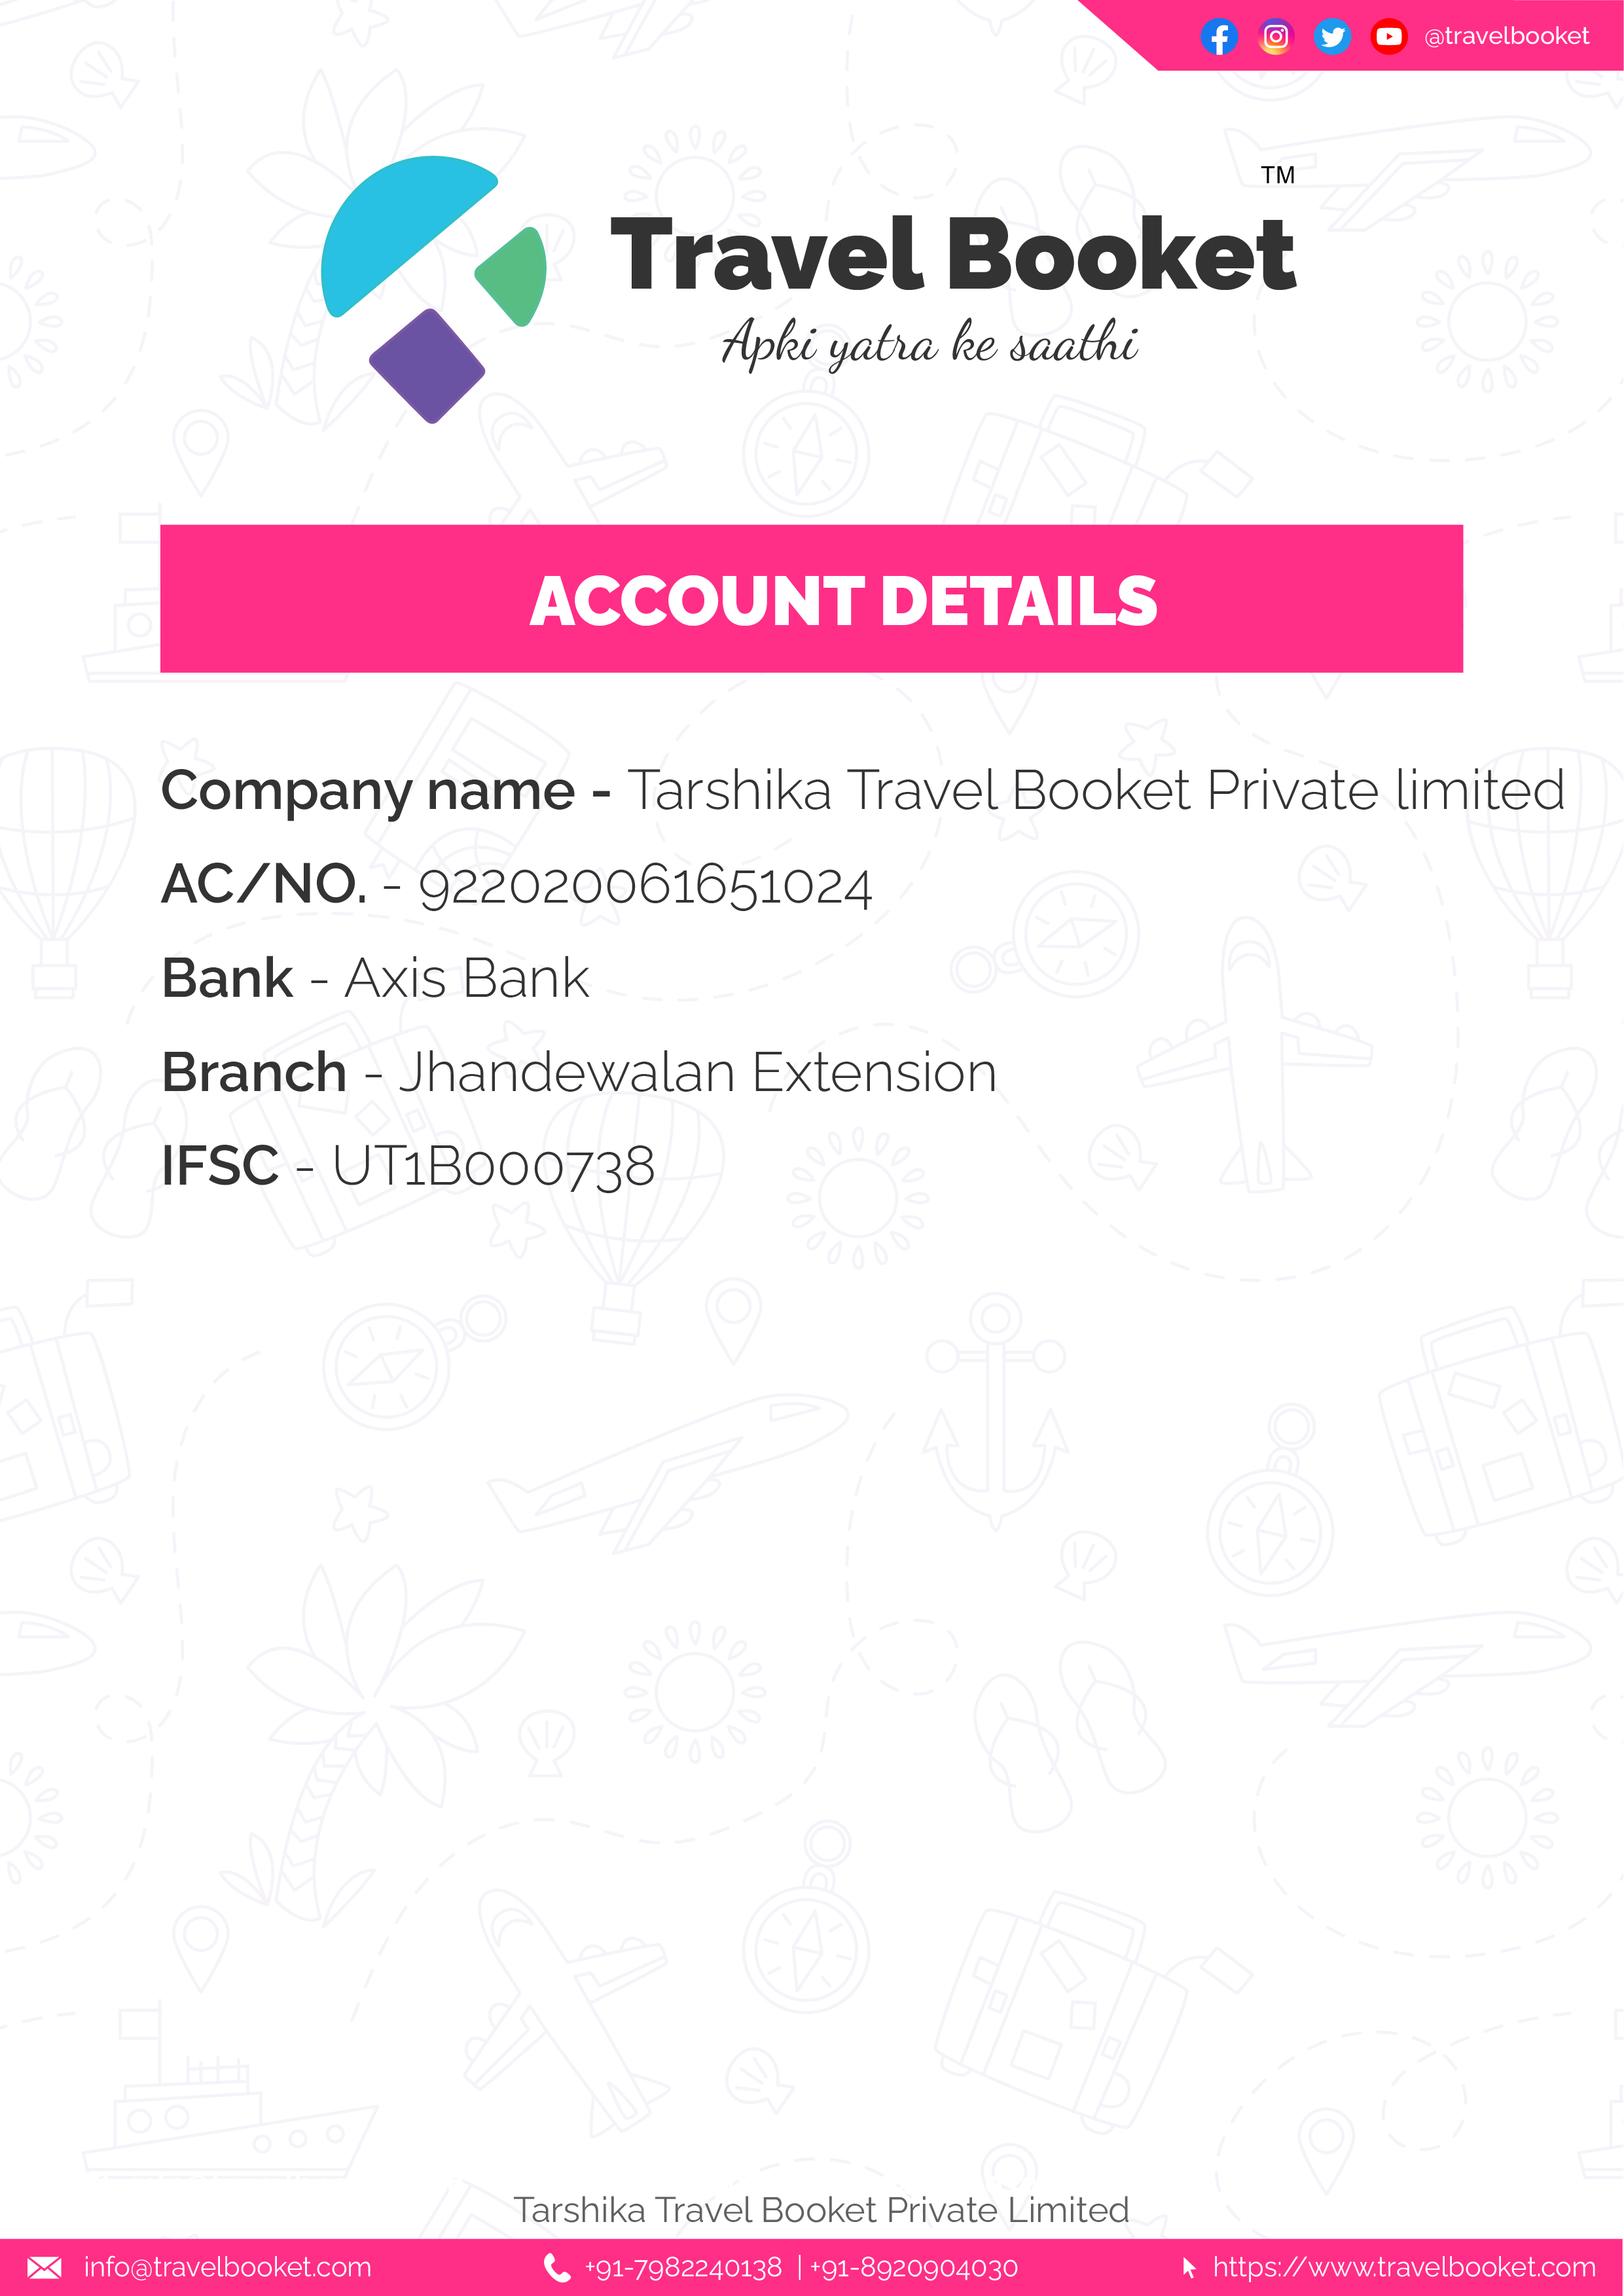 @travelbooket
TM
Travel Booket
Apki yatra ke saathi
ACCOUNT DETAILS
Company name - Tarshika Travel Booket Private limited
AC/NO. - 922020061651024
Bank - Axis Bank
Branch - Jhandewalan Extension
IFSC - UT1B000738
Tarshika Travel Booket Private Limited
info@travelbooket.com +91-7982240138 | +91-8920904030 https://www.travelbooket.com